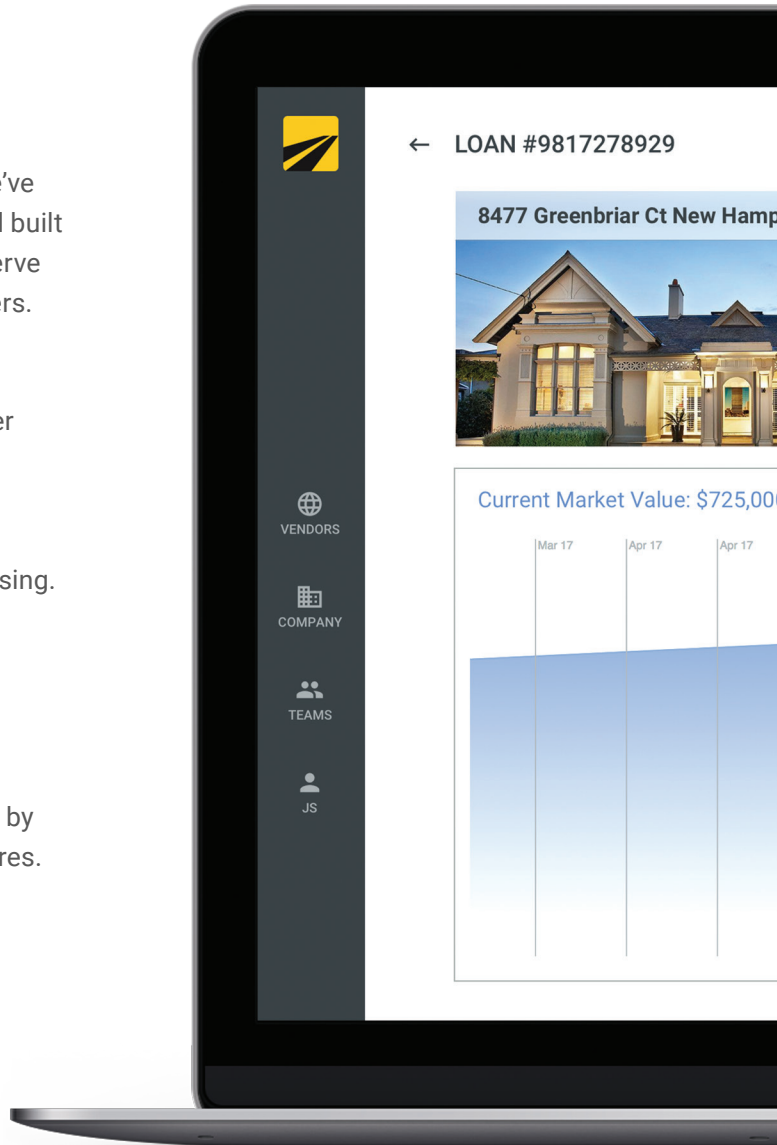 e've
built
erve
ers.
er
sing.
by
res.
LOAN #9817278929
8477 Greenbriar Ct New Hamp
Current Market Value: $725,000
Mar 17
Apr 17
Apr 17
VENDORS
COMPANY
TEAMS
JS